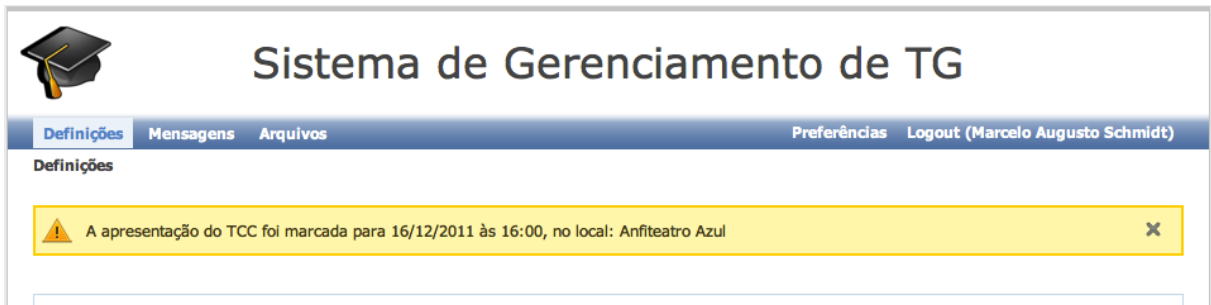 Sistema de Gerenciamento de TG
Definições Mensagens Arquivos Preferências Logout (Marcelo Augusto Schmidt)
Definições
A apresentação do TCC foi marcada para 16/12/2011 às 16:00, no local: Anfiteatro Azul